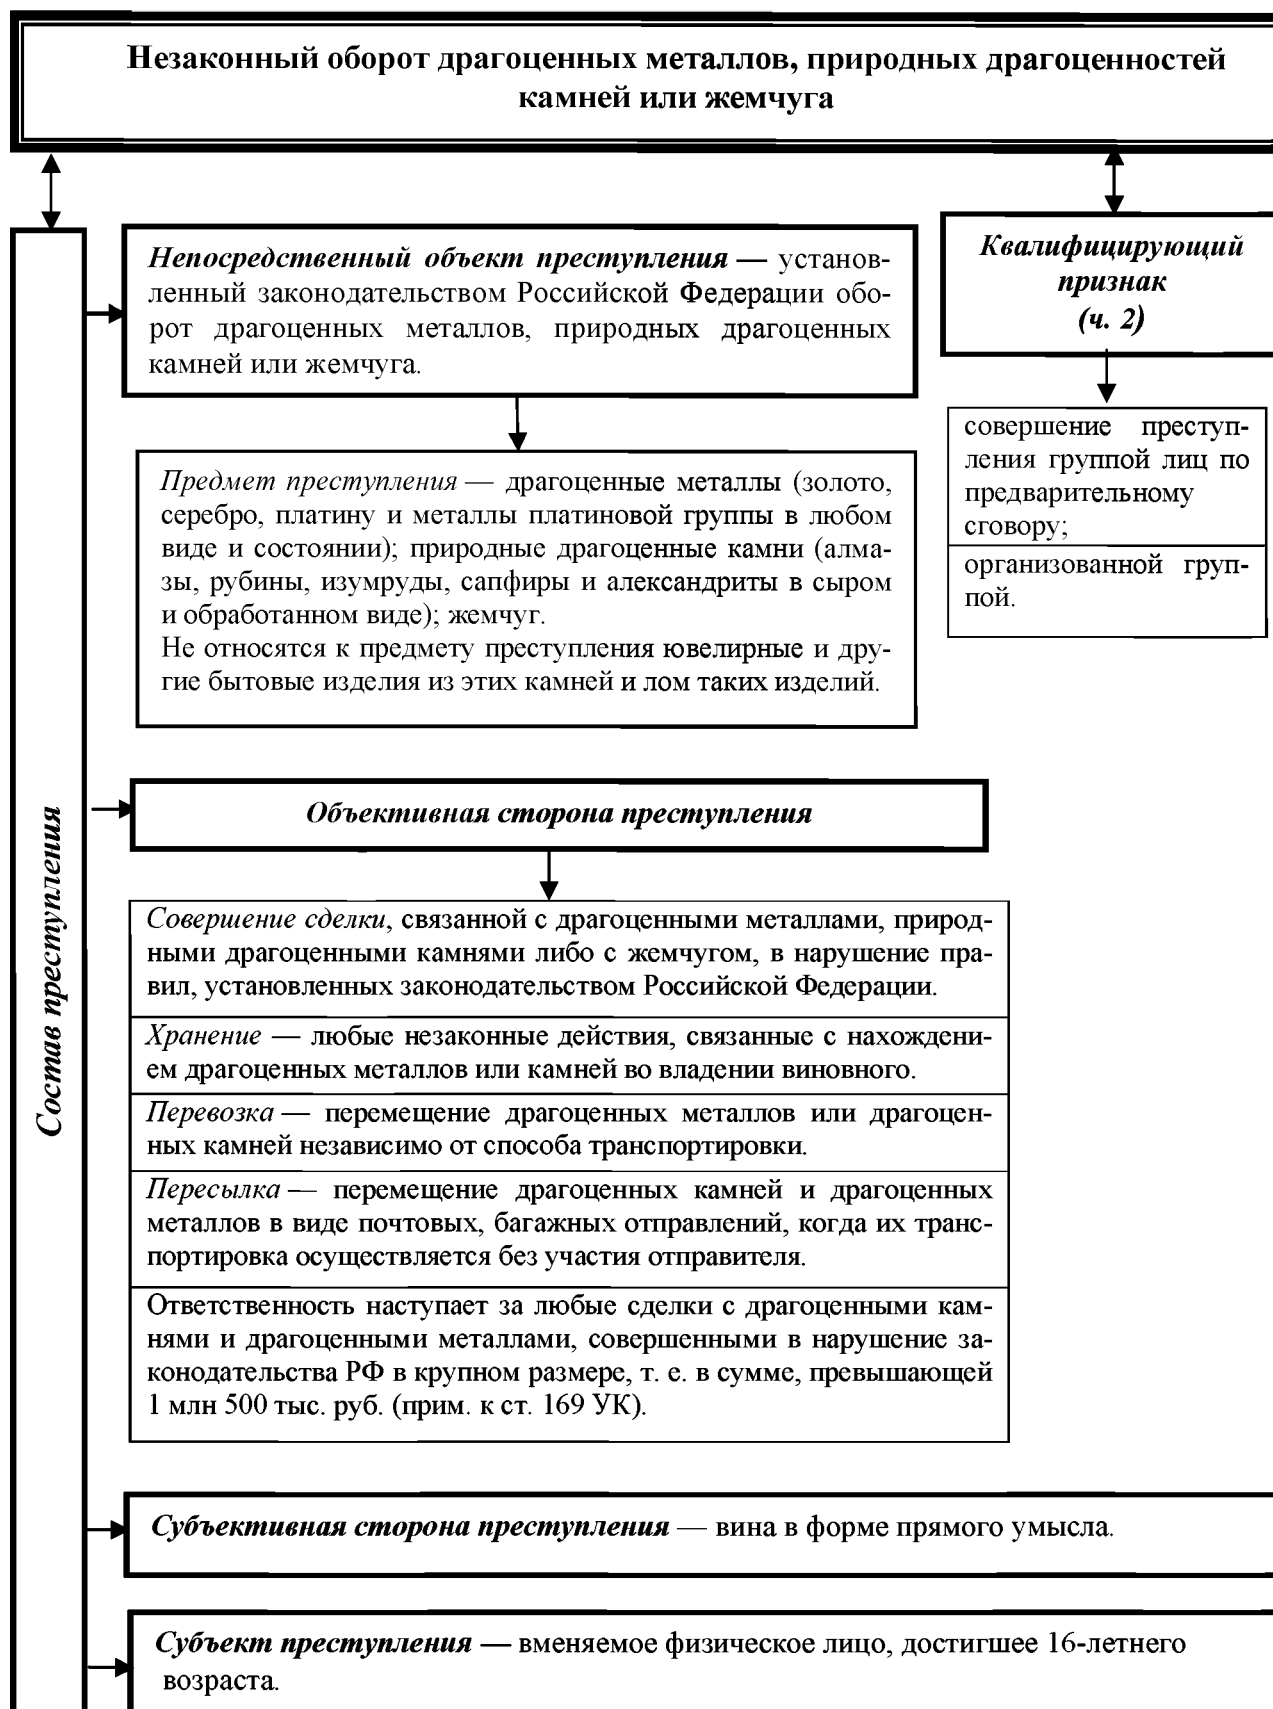 Незаконный оборот драгоценных металлов, природных драгоценностей
камней или жемчуга
Состав преступления
Непосредственный объект преступления — установ-
ленный законодательством Российской Федерации обо-
рот драгоценных металлов, природных драгоценных
камней или жемчуга.
Предмет преступления — драгоценные металлы (золото,
серебро, платину и металлы платиновой группы в любом
виде и состоянии); природные драгоценные камни (алма-
зы, рубины, изумруды, сапфиры и александриты в сыром
и обработанном виде); жемчуг.
Не относятся к предмету преступления ювелирные и дру-
гие бытовые изделия из этих камней и лом таких изделий.
Квалифицирующий
признак
(ч. 2)
совершение преступ-
ления группой лиц по
предварительному
сговору;
организованной груп-
пой.
Объективная сторона преступления
Совершение сделки, связанной с драгоценными металлами, природ-
ными драгоценными камнями либо с жемчугом, в нарушение пра-
вил, установленных законодательством Российской Федерации.
Хранение — любые незаконные действия, связанные с нахождени-
ем драгоценных металлов или камней во владении виновного.
Перевозка — перемещение драгоценных металлов или драгоцен-
ных камней независимо от способа транспортировки.
Пересылка — перемещение драгоценных камней и драгоценных
металлов в виде почтовых, багажных отправлений, когда их транс-
портировка осуществляется без участия отправителя.
Ответственность наступает за любые сделки с драгоценными кам-
нями и драгоценными металлами, совершенными в нарушение за-
конодательства РФ в крупном размере, т. е. в сумме, превышающей
1 млн 500 тыс. руб. (прим. к ст. 169 УК).
Субъективная сторона преступления — вина в форме прямого умысла.
Субъект преступления — вменяемое физическое лицо, достигшее 16-летнего
возраста.